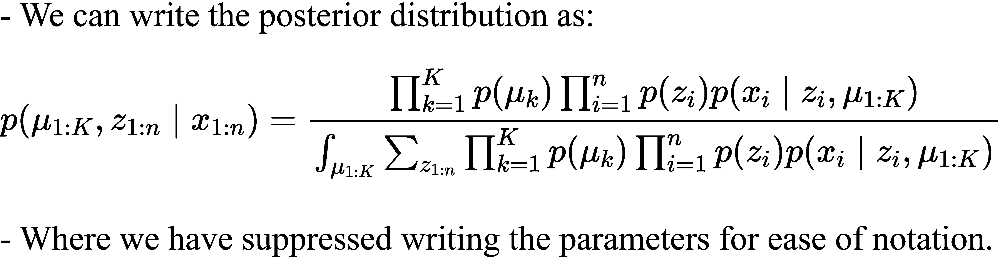 - We can write the posterior distribution as:
$p(\mu_{1:K}, z_{1:n} \mid x_{1:n}) = \frac{\prod_{k=1}^{K} p(\mu_k) \prod_{i=1}^{n} p(z_i) p(x_i \mid z_i, \mu_{1:K})}{\int_{\mu_{1:K}} \sum_{z_{1:n}} \prod_{k=1}^{K} p(\mu_k) \prod_{i=1}^{n} p(z_i) p(x_i \mid z_i, \mu_{1:K})}$
- Where we have suppressed writing the parameters for ease of notation.